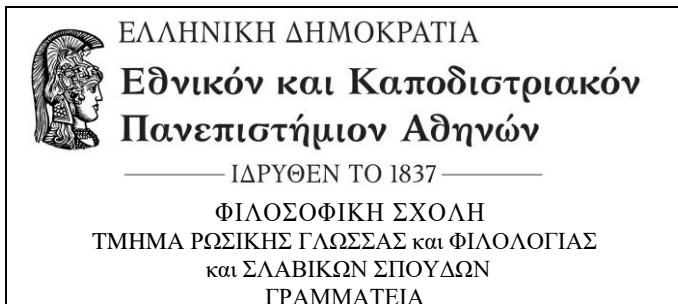 ΕΛΛΗΝΙΚΗ ΔΗΜΟΚΡΑΤΙΑ
Εθνικόν και Καποδιστριακόν
Πανεπιστήμιον Αθηνών
ΙΔΡΥΘΕΝ ΤΟ 1837
ΦΙΛΟΣΟΦΙΚΗ ΣΧΟΛΗ
ΤΜΗΜΑ ΡΩΣΙΚΗΣ ΓΛΩΣΣΑΣ και ΦΙΛΟΛΟΓΙΑΣ
και ΣΛΑΒΙΚΩΝ ΣΠΟΥΔΩΝ
ΓΡΑΜΜΑΤΕΙΑ